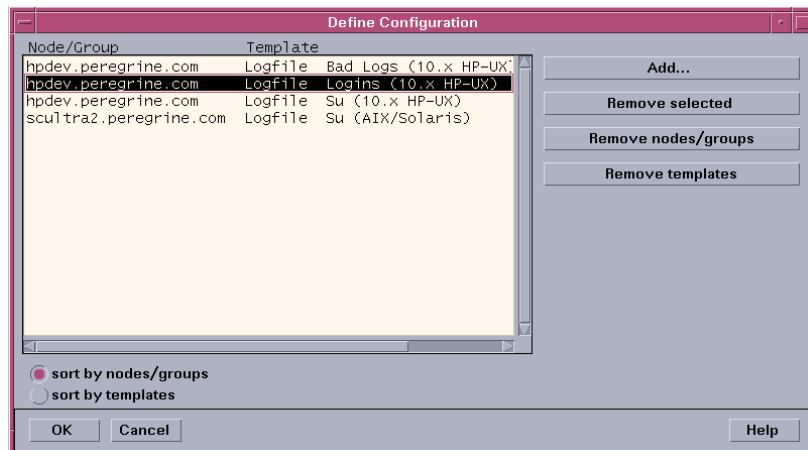 Define Configuration
Node/Group Template
hpdev.peregrine.com Logfile Bad Logs (10.x HP-UX)
Add...
hpdev.peregrine.com Logfile Logins (10.x HP-UX)
hpdev.peregrine.com Logfile Su (10.x HP-UX)
Remove selected
scultra2.peregrine.com Logfile Su (AIX/Solaris)
Remove nodes/groups
Remove templates
sort by nodes/groups
sort by templates
OK Cancel Help